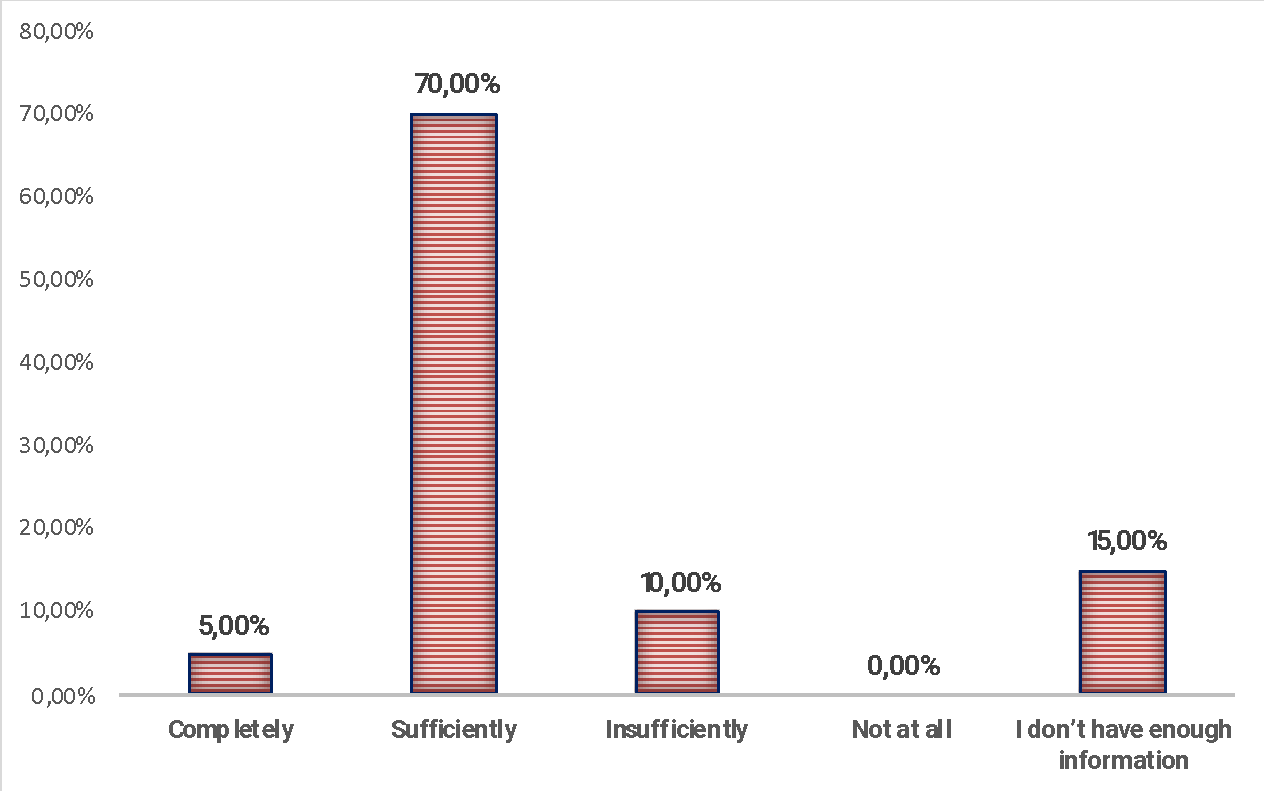 80,00%
70,00%
70,00%
60,00%
50,00%
40,00%
30,00%
20,00%
15,00%
10,00%
10,00%
5,00%
0,00%
0,00%
Completely
Sufficiently
Insufficiently
Not at all
I don’t have enough
information